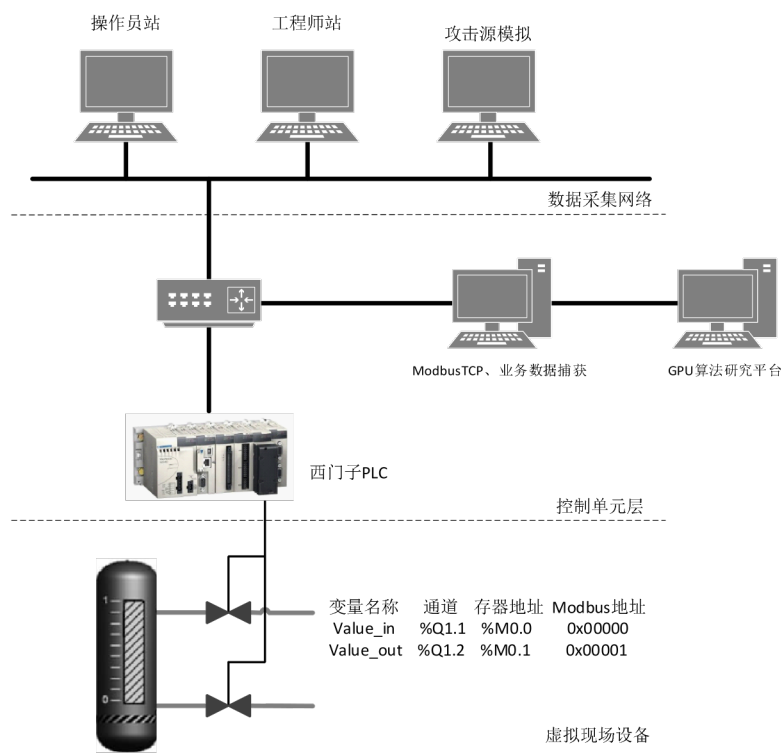 操作员站 工程师站 攻击源模拟
数据采集网络
ModbusTCP、业务数据捕获 GPU算法研究平台
西门子PLC
控制单元层
1
变量名称 通道 存器地址 Modbus地址
Value_in %Q1.1 %M0.0 0x00000
Value_out %Q1.2 %M0.1 0x00001
0
虚拟现场设备